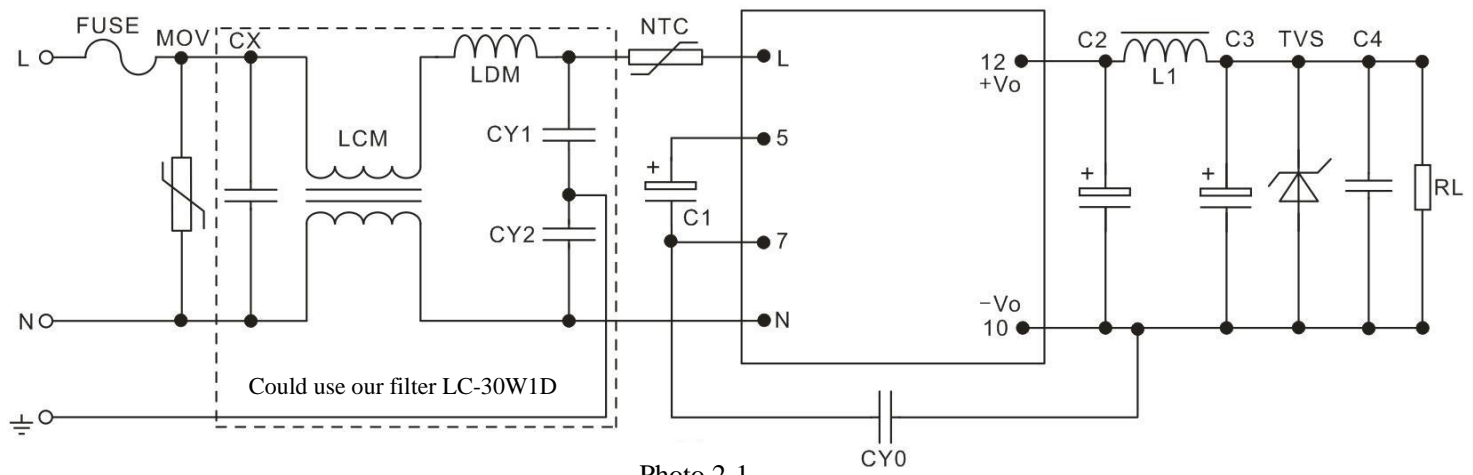 FUSE
MOV
CX
NTC
L
LDM
L
12
+Vo
C2
L1
C3
TVS
C4
CY1
5
LCM
+
C1
+
+
RL
CY2
7
N
N
−Vo
10
Could use our filter LC-30W1D
CY0
Photo 2-1